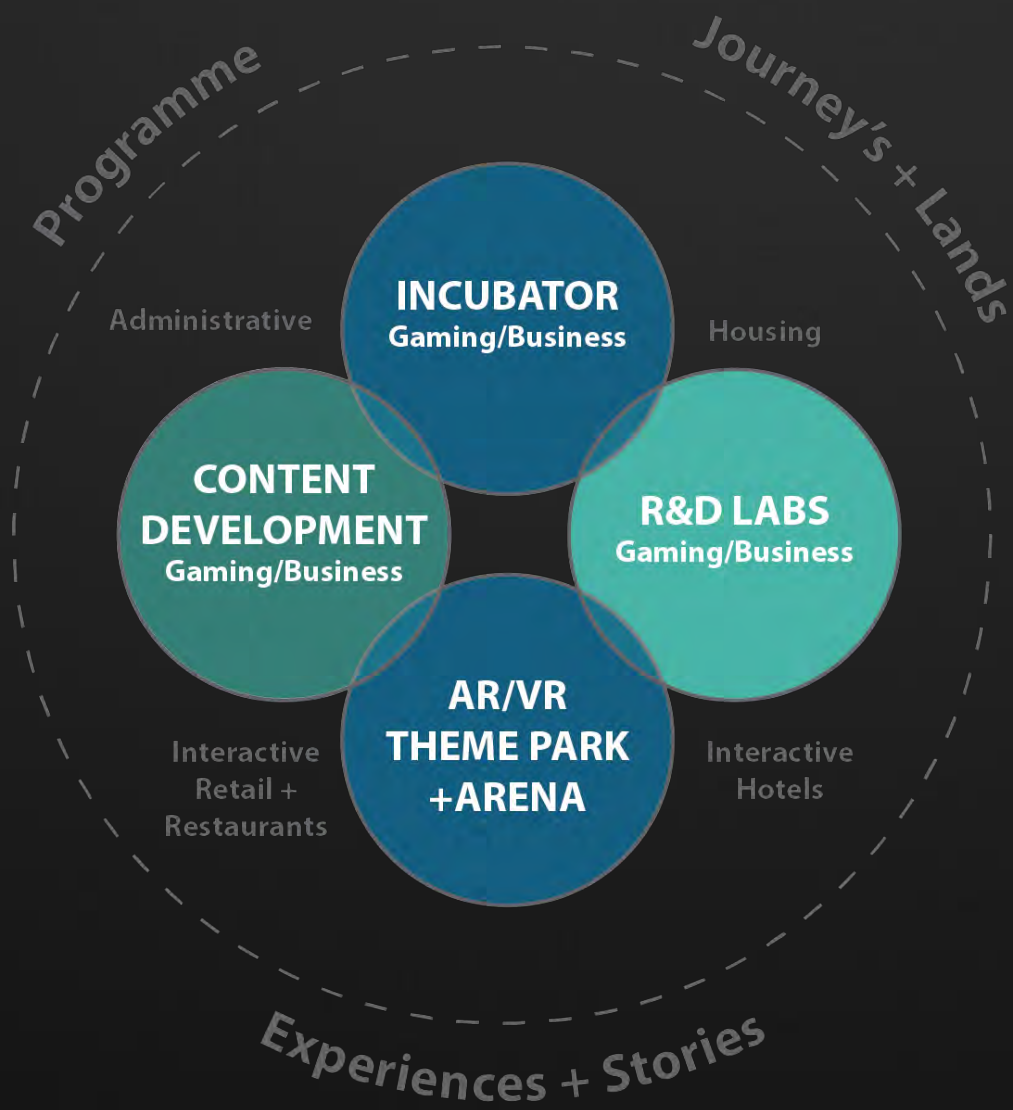 Programme
Journey's + Lands
INCUBATOR
Gaming/Business
Administrative
Housing
CONTENT
DEVELOPMENT
Gaming/Business
R&D LABS
Gaming/Business
AR/VR
THEME PARK
+ARENA
Interactive
Retail +
Restaurants
Interactive
Hotels
Experiences + Stories